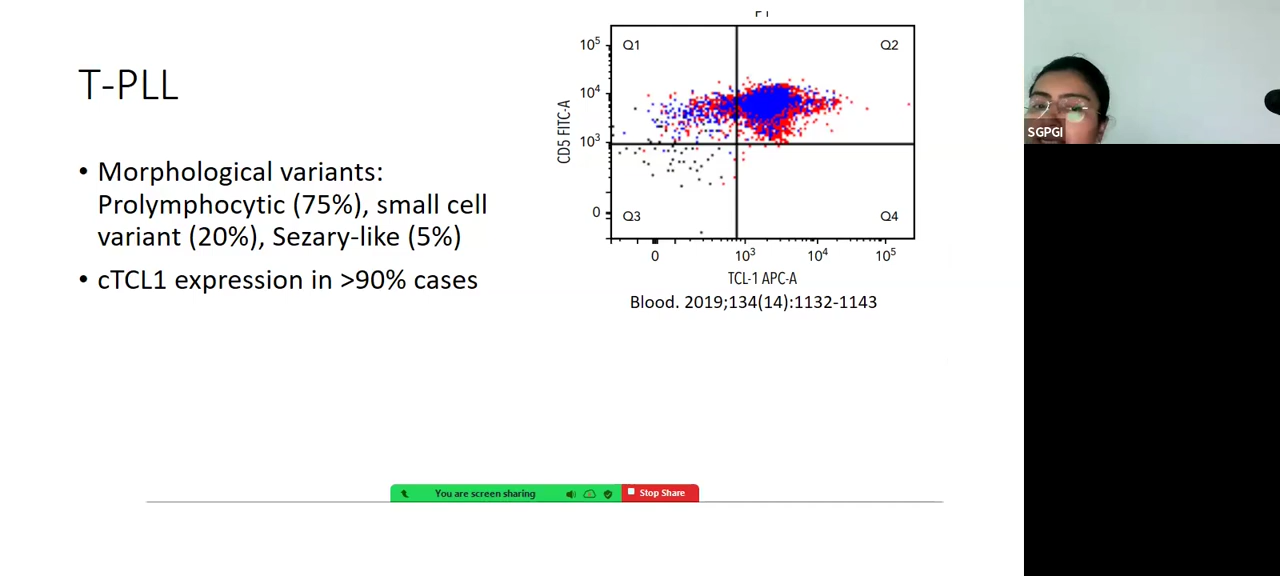 T-PLL
• Morphological variants:
Prolymphocytic (75%), small cell
variant (20%), Sezary-like (5%)
• cTCL1 expression in >90% cases
Q1
Q2
Q3
Q4
10^5
10^4
10^3
0
CD5 FITC-A
0
10^3
10^4
10^5
TCL-1 APC-A
Blood. 2019;134(14):1132-1143
You are screen sharing
Stop Share
SGPGI